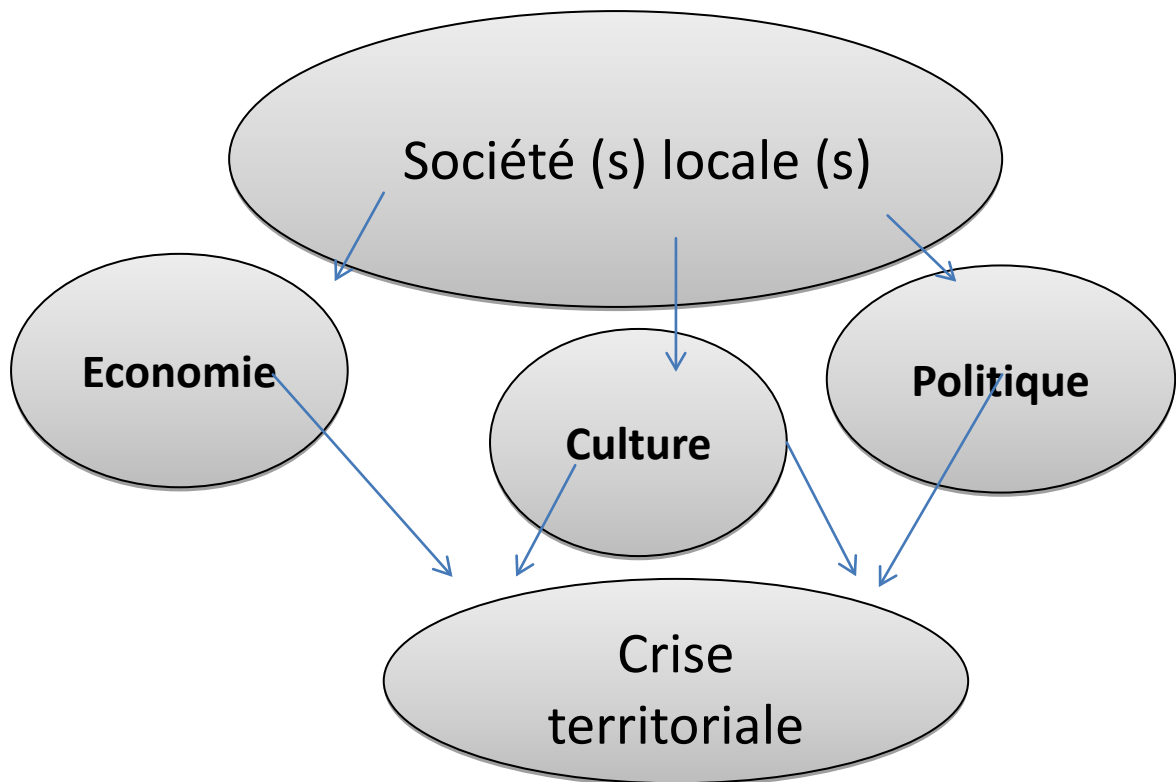 Société (s) locale (s)
Economie
Politique
Culture
Crise
territoriale